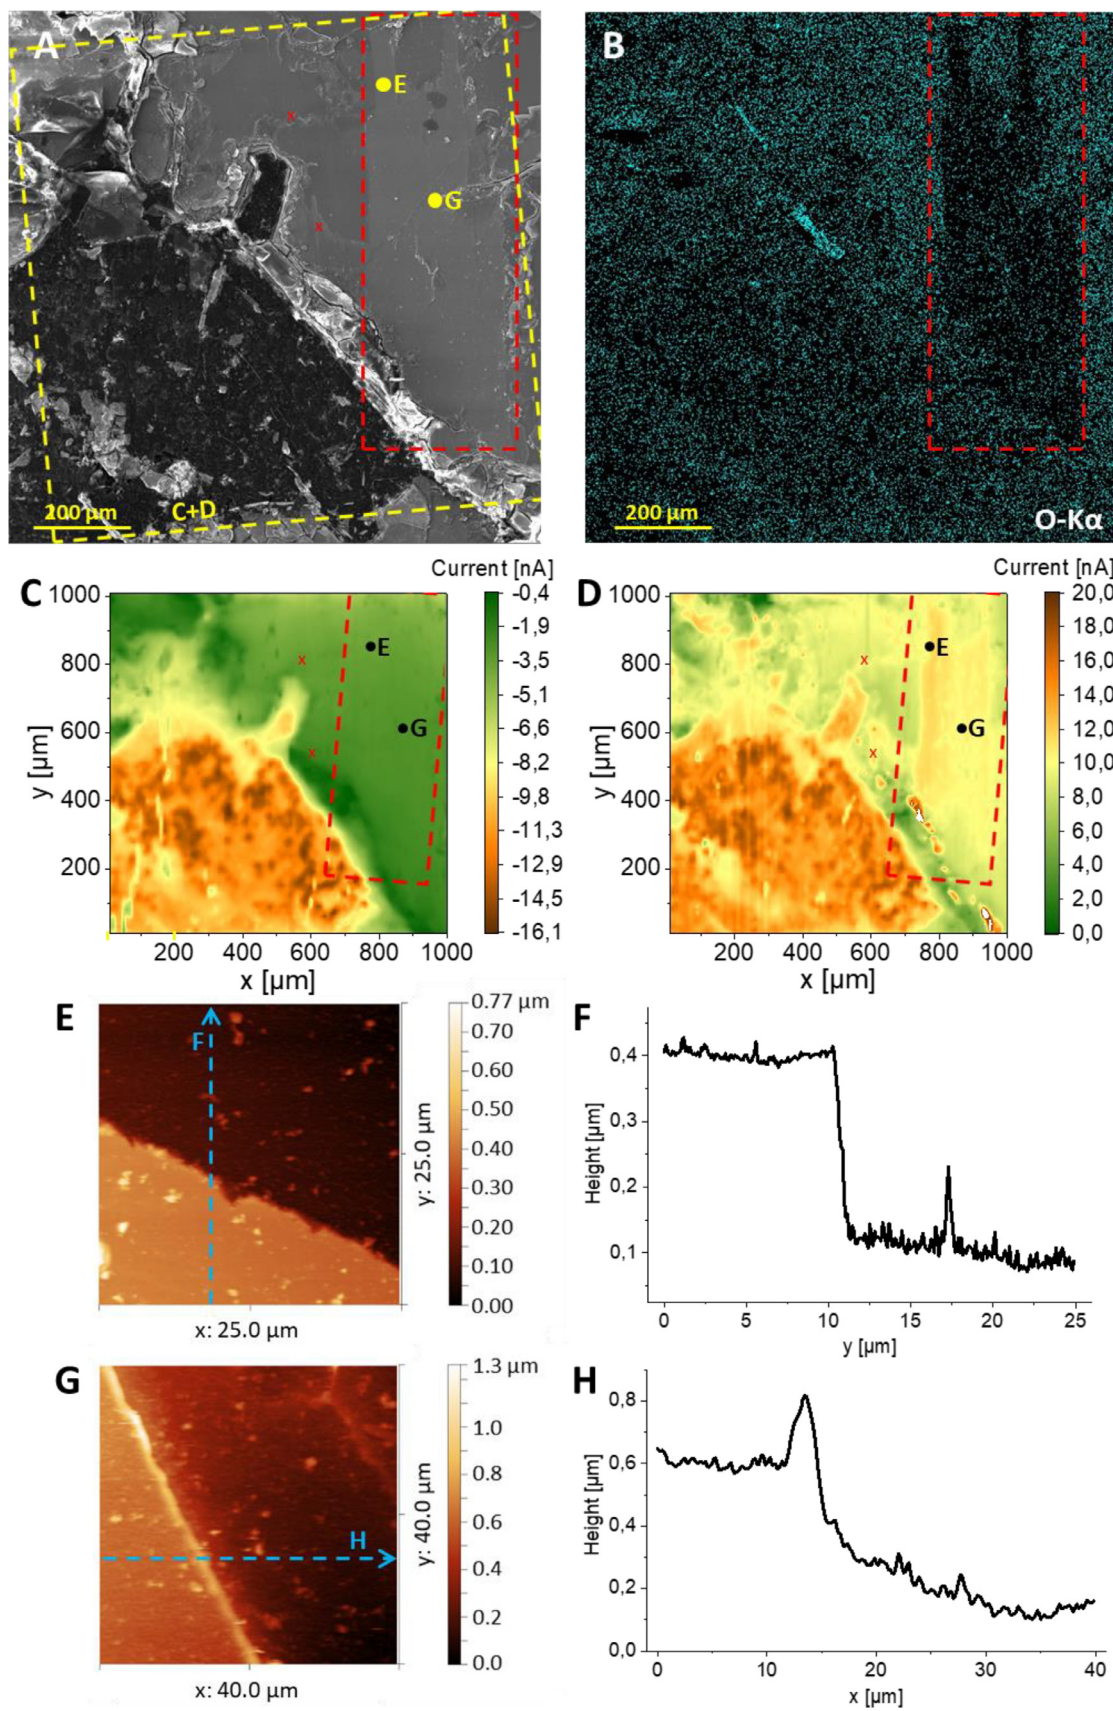 A
B
E
G
x
x
C+D
200 µm
200 µm
O-Kα
C
Current [nA]
D
Current [nA]
1000
800
600
400
200
y [µm]
E
G
x
x
200
400
600
800
1000
x [µm]
-0,4
-1,9
-3,5
-5,1
-6,6
-8,2
-9,8
-11,3
-12,9
-14,5
-16,1
1000
800
600
400
200
y [µm]
E
G
x
x
200
400
600
800
1000
x [µm]
20,0
18,0
16,0
14,0
12,0
10,0
8,0
6,0
4,0
2,0
0,0
E
F
x: 25.0 µm
y: 25.0 µm
0.77 µm
0.70
0.60
0.50
0.40
0.30
0.20
0.10
0.00
F
Height [µm]
0,4
0,3
0,2
0,1
0
5
10
15
20
25
y [µm]
G
H
x: 40.0 µm
y: 40.0 µm
1.3 µm
1.0
0.8
0.6
0.4
0.2
0.0
H
Height [µm]
0,8
0,6
0,4
0,2
0,0
0
10
20
30
40
x [µm]